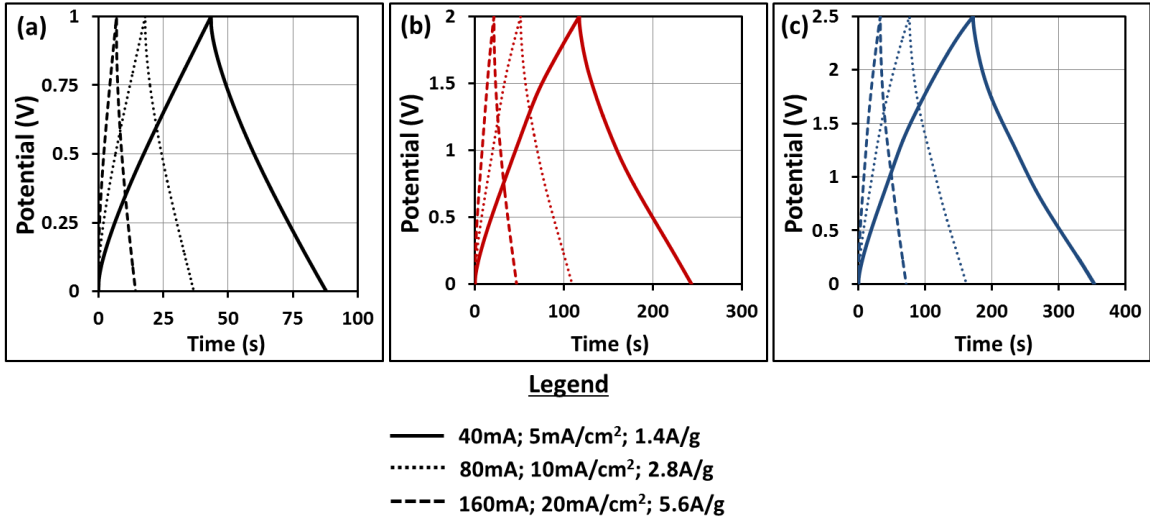 (a)
1
0.75
0.5
0.25
0
Potential (V)
0 25 50 75 100
Time (s)
(b)
2
1.5
1
0.5
0
Potential (V)
0 100 200 300
Time (s)
(c)
2.5
2
1.5
1
0.5
0
Potential (V)
0 100 200 300 400
Time (s)
Legend
40mA; 5mA/cm²; 1.4A/g
80mA; 10mA/cm²; 2.8A/g
160mA; 20mA/cm²; 5.6A/g